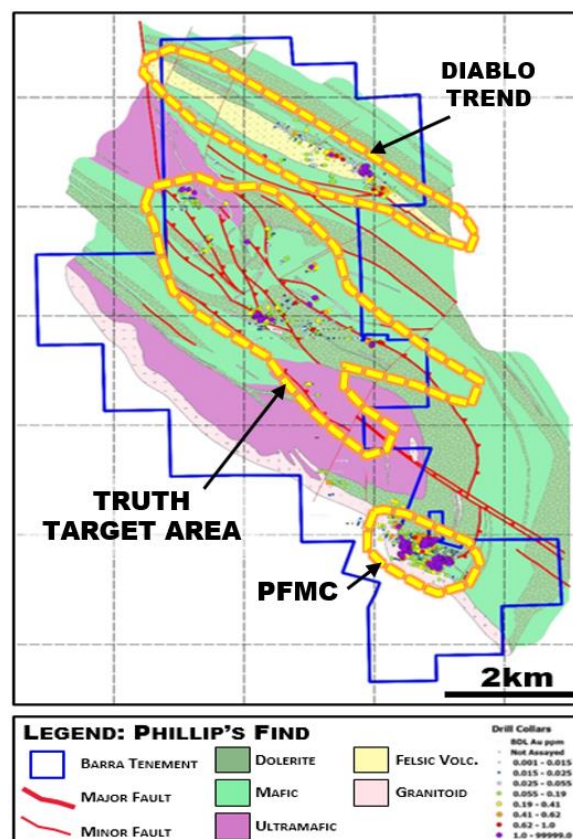 DIABLO
TREND
TRUTH
TARGET AREA
PFMC
2km
LEGEND: PHILLIP'S FIND
BARRA TENEMENT
MAJOR FAULT
MINOR FAULT
DOLERITE
MAFIC
ULTRAMAFIC
FELSIC VOLC.
GRANITOID
Drill Collars
BDL Au ppm
Not Assayed
0.001 - 0.015
0.015 - 0.025
0.025 - 0.055
0.055 - 0.19
0.19 - 0.41
0.41 - 0.62
0.62 - 1.0
1.0 - 99999.0